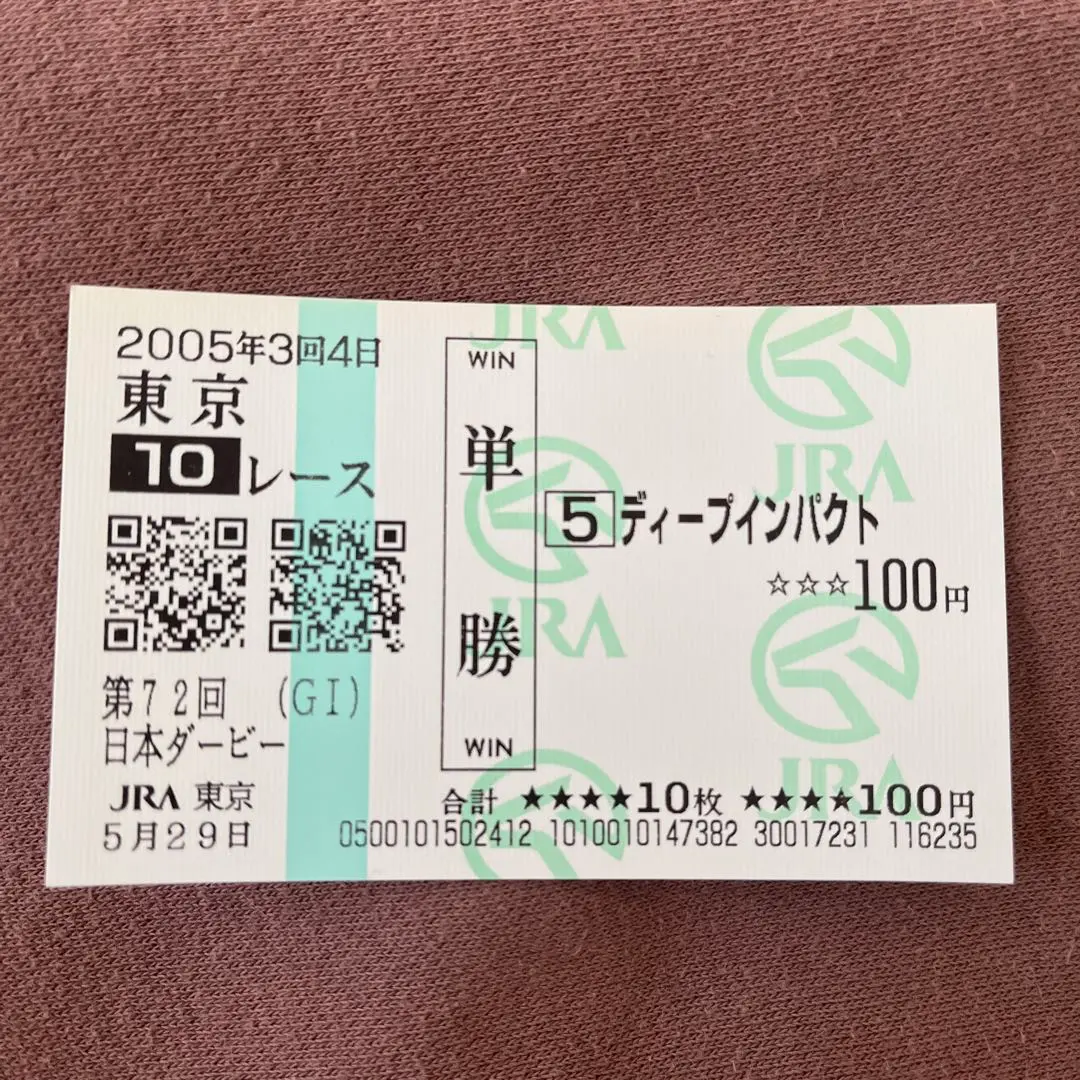 2005年3回4日
東京
10レース
第72回 (GI)
日本ダービー
JRA 東京
5月29日
WIN
単勝
WIN
5 ディープインパクト
☆☆☆100円
合計 ★★★★10枚 ★★★★100円
0500101502412 1010010147382 30017231 116235
JRA
JRA
JRA
JRA